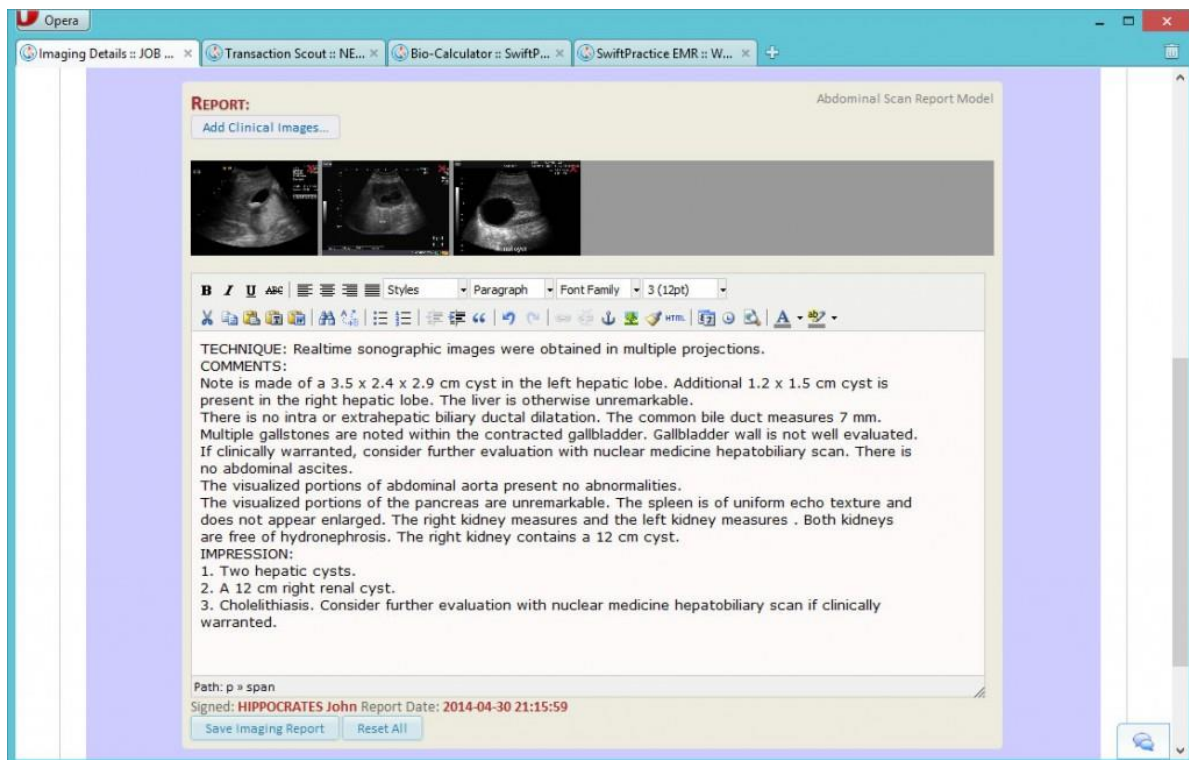 Opera
Imaging Details :: JOB ...
Transaction Scout :: NE...
Bio-Calculator :: SwiftP...
SwiftPractice EMR :: W...
REPORT:
Abdominal Scan Report Model
Add Clinical Images...
B I U ABC Styles Paragraph Font Family 3 (12pt)
HTML A ab
TECHNIQUE: Realtime sonographic images were obtained in multiple projections.
COMMENTS:
Note is made of a 3.5 x 2.4 x 2.9 cm cyst in the left hepatic lobe. Additional 1.2 x 1.5 cm cyst is
present in the right hepatic lobe. The liver is otherwise unremarkable.
There is no intra or extrahepatic biliary ductal dilatation. The common bile duct measures 7 mm.
Multiple gallstones are noted within the contracted gallbladder. Gallbladder wall is not well evaluated.
If clinically warranted, consider further evaluation with nuclear medicine hepatobiliary scan. There is
no abdominal ascites.
The visualized portions of abdominal aorta present no abnormalities.
The visualized portions of the pancreas are unremarkable. The spleen is of uniform echo texture and
does not appear enlarged. The right kidney measures and the left kidney measures . Both kidneys
are free of hydronephrosis. The right kidney contains a 12 cm cyst.
IMPRESSION:
1. Two hepatic cysts.
2. A 12 cm right renal cyst.
3. Cholelithiasis. Consider further evaluation with nuclear medicine hepatobiliary scan if clinically
warranted.
Path: p » span
Signed: HIPPOCRATES John Report Date: 2014-04-30 21:15:59
Save Imaging Report
Reset All